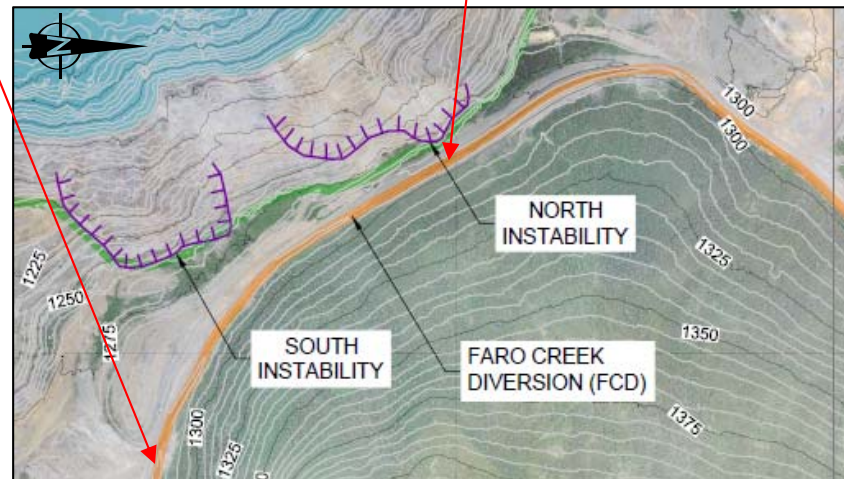 N
1300
1300
NORTH
INSTABILITY
1325
1225
1250
1275
SOUTH
INSTABILITY
FARO CREEK
DIVERSION (FCD)
1350
1375
1300
1325